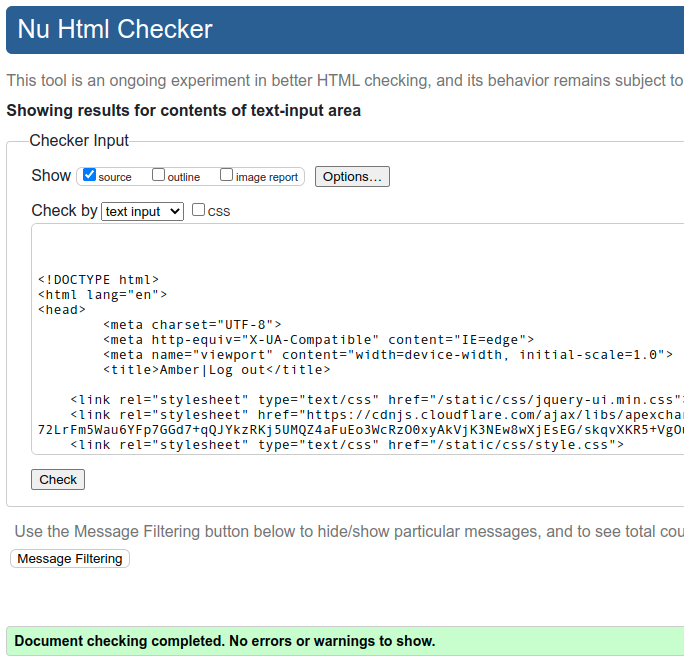 Nu Html Checker
This tool is an ongoing experiment in better HTML checking, and its behavior remains subject to
Showing results for contents of text-input area
Checker Input
Show source outline image report Options...
Check by text input CSS
<!DOCTYPE html>
<html lang="en">
<head>
<meta charset="UTF-8">
<meta http-equiv="X-UA-Compatible" content="IE=edge">
<meta name="viewport" content="width=device-width, initial-scale=1.0">
<title>Amber|Log out</title>
<link rel="stylesheet" type="text/css" href="/static/css/jquery-ui.min.css"
<link rel="stylesheet" href="https://cdnjs.cloudflare.com/ajax/libs/apexchar
72LrFm5Wau6YFp7GGd7+qQJYkzRKj5UMQZ4aFuEo3WcRzO0xyAkVjK3NEw8wXjEsEG/skqvXKR5+VgO
<link rel="stylesheet" type="text/css" href="/static/css/style.css">
Check
Use the Message Filtering button below to hide/show particular messages, and to see total cou
Message Filtering
Document checking completed. No errors or warnings to show.